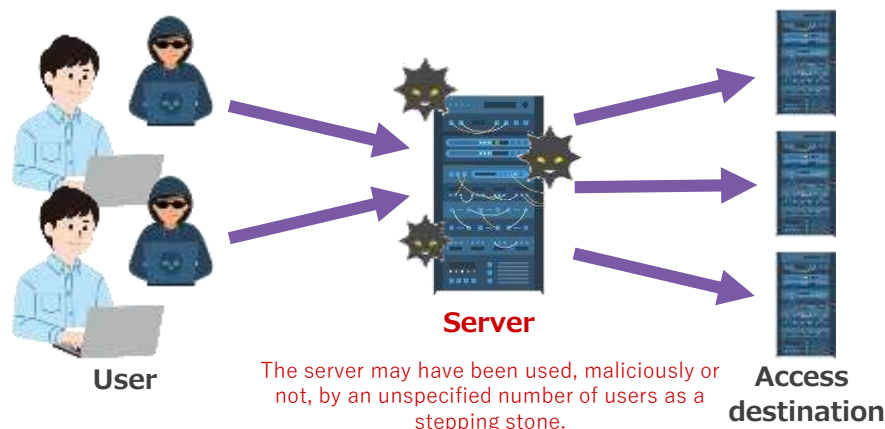 Server
The server may have been used, maliciously or
not, by an unspecified number of users as a
stepping stone.
User
Access
destination